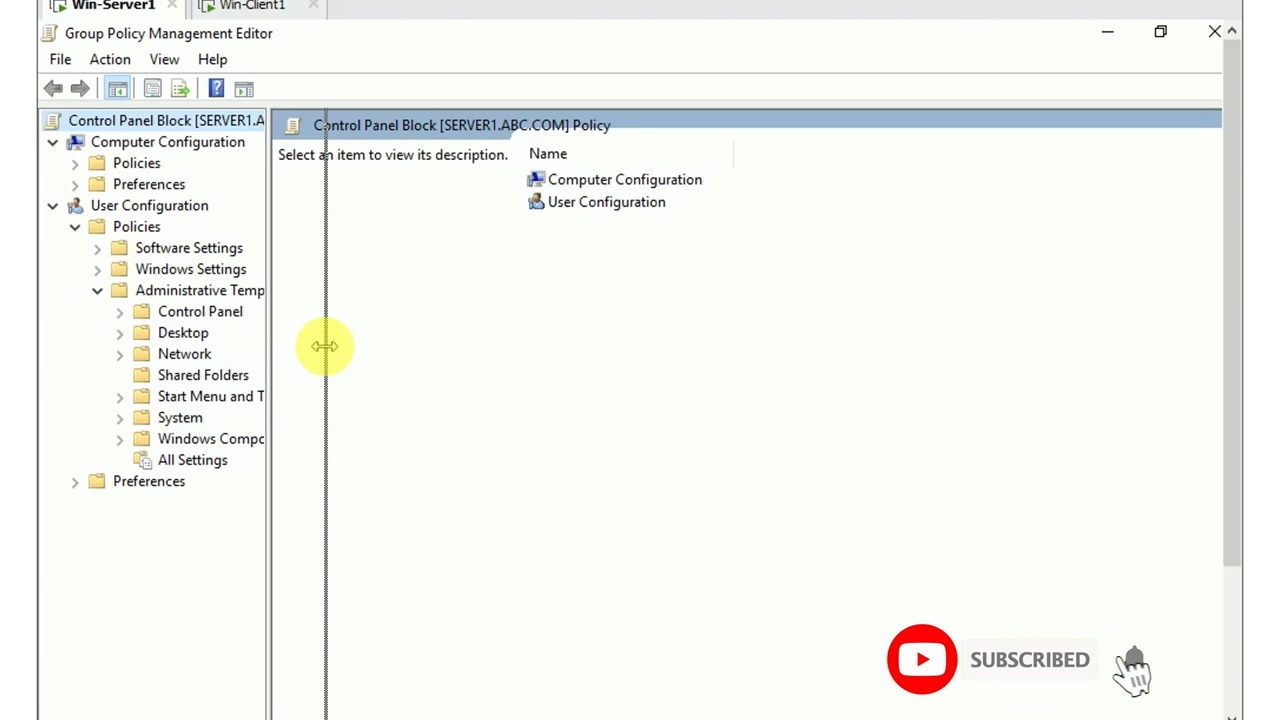 Win-Server1
Win-Client1
Group Policy Management Editor
File Action View Help
Control Panel Block [SERVER1.A
Computer Configuration
Policies
Preferences
User Configuration
Policies
Software Settings
Windows Settings
Administrative Temp
Control Panel
Desktop
Network
Shared Folders
Start Menu and T
System
Windows Compo
All Settings
Preferences
Control Panel Block [SERVER1.ABC.COM] Policy
Select an item to view its description.
Name
Computer Configuration
User Configuration
SUBSCRIBED